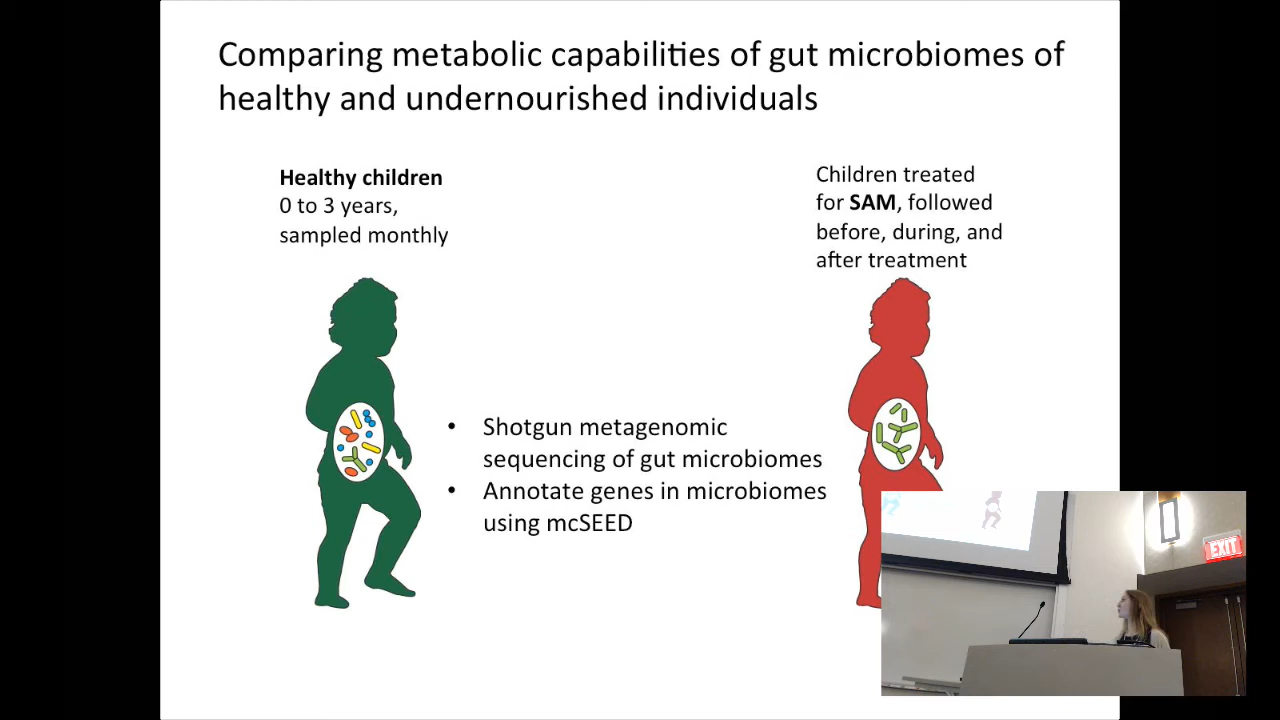 Comparing metabolic capabilities of gut microbiomes of
healthy and undernourished individuals
Healthy children
0 to 3 years,
sampled monthly
Children treated
for SAM, followed
before, during, and
after treatment
• Shotgun metagenomic
sequencing of gut microbiomes
• Annotate genes in microbiomes
using mcSEED
EXIT